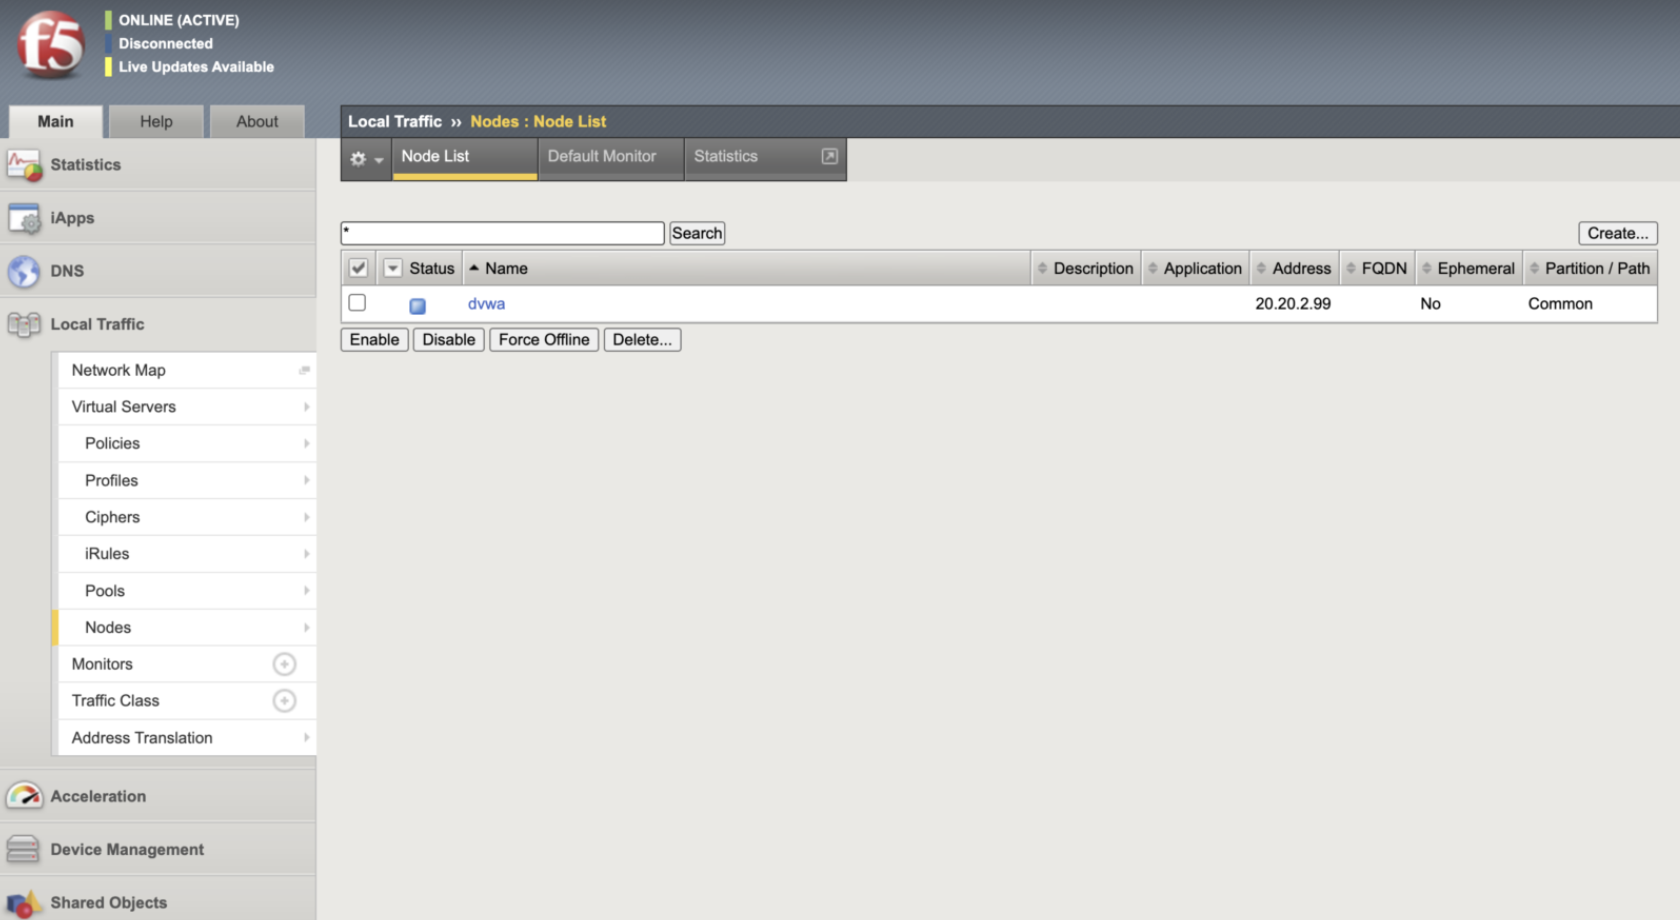 f5
ONLINE (ACTIVE)
Disconnected
Live Updates Available
Main Help About
Local Traffic ›› Nodes : Node List
Node List Default Monitor Statistics
Statistics
iApps
DNS
Local Traffic
Network Map
Virtual Servers
Policies
Profiles
Ciphers
iRules
Pools
Nodes
Monitors
Traffic Class
Address Translation
Acceleration
Device Management
Shared Objects
* Search Create...
Status Name Description Application Address FQDN Ephemeral Partition / Path
dvwa 20.20.2.99 No Common
Enable Disable Force Offline Delete...